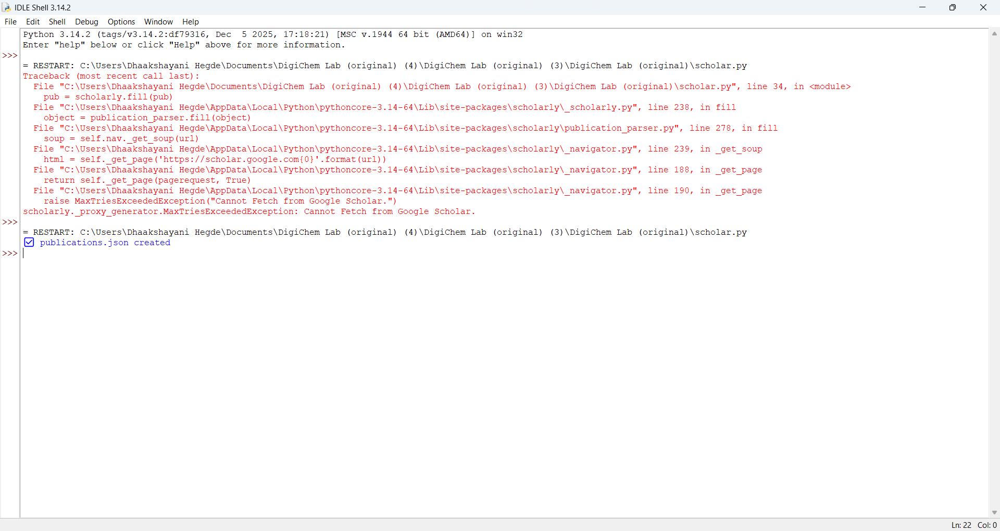 IDLE Shell 3.14.2
File Edit Shell Debug Options Window Help
Python 3.14.2 (tags/v3.14.2:df79316, Dec  5 2025, 17:18:21) [MSC v.1944 64 bit (AMD64)] on win32
Enter "help" below or click "Help" above for more information.
>>>
= RESTART: C:\Users\Dhaakshayani Hegde\Documents\DigiChem Lab (original) (4)\DigiChem Lab (original) (3)\DigiChem Lab (original)\scholar.py
Traceback (most recent call last):
  File "C:\Users\Dhaakshayani Hegde\Documents\DigiChem Lab (original) (4)\DigiChem Lab (original) (3)\DigiChem Lab (original)\scholar.py", line 34, in <module>
    pub = scholarly.fill(pub)
  File "C:\Users\Dhaakshayani Hegde\AppData\Local\Python\pythoncore-3.14-64\Lib\site-packages\scholarly\_scholarly.py", line 238, in fill
    object = publication_parser.fill(object)
  File "C:\Users\Dhaakshayani Hegde\AppData\Local\Python\pythoncore-3.14-64\Lib\site-packages\scholarly\publication_parser.py", line 278, in fill
    soup = self.nav._get_soup(url)
  File "C:\Users\Dhaakshayani Hegde\AppData\Local\Python\pythoncore-3.14-64\Lib\site-packages\scholarly\_navigator.py", line 239, in _get_soup
    html = self._get_page('https://scholar.google.com{0}'.format(url))
  File "C:\Users\Dhaakshayani Hegde\AppData\Local\Python\pythoncore-3.14-64\Lib\site-packages\scholarly\_navigator.py", line 188, in _get_page
    return self._get_page(pagerequest, True)
  File "C:\Users\Dhaakshayani Hegde\AppData\Local\Python\pythoncore-3.14-64\Lib\site-packages\scholarly\_navigator.py", line 190, in _get_page
    raise MaxTriesExceededException("Cannot Fetch from Google Scholar.")
scholarly._proxy_generator.MaxTriesExceededException: Cannot Fetch from Google Scholar.
>>>
= RESTART: C:\Users\Dhaakshayani Hegde\Documents\DigiChem Lab (original) (4)\DigiChem Lab (original) (3)\DigiChem Lab (original)\scholar.py
☑ publications.json created
>>>
Ln: 22 Col: 0